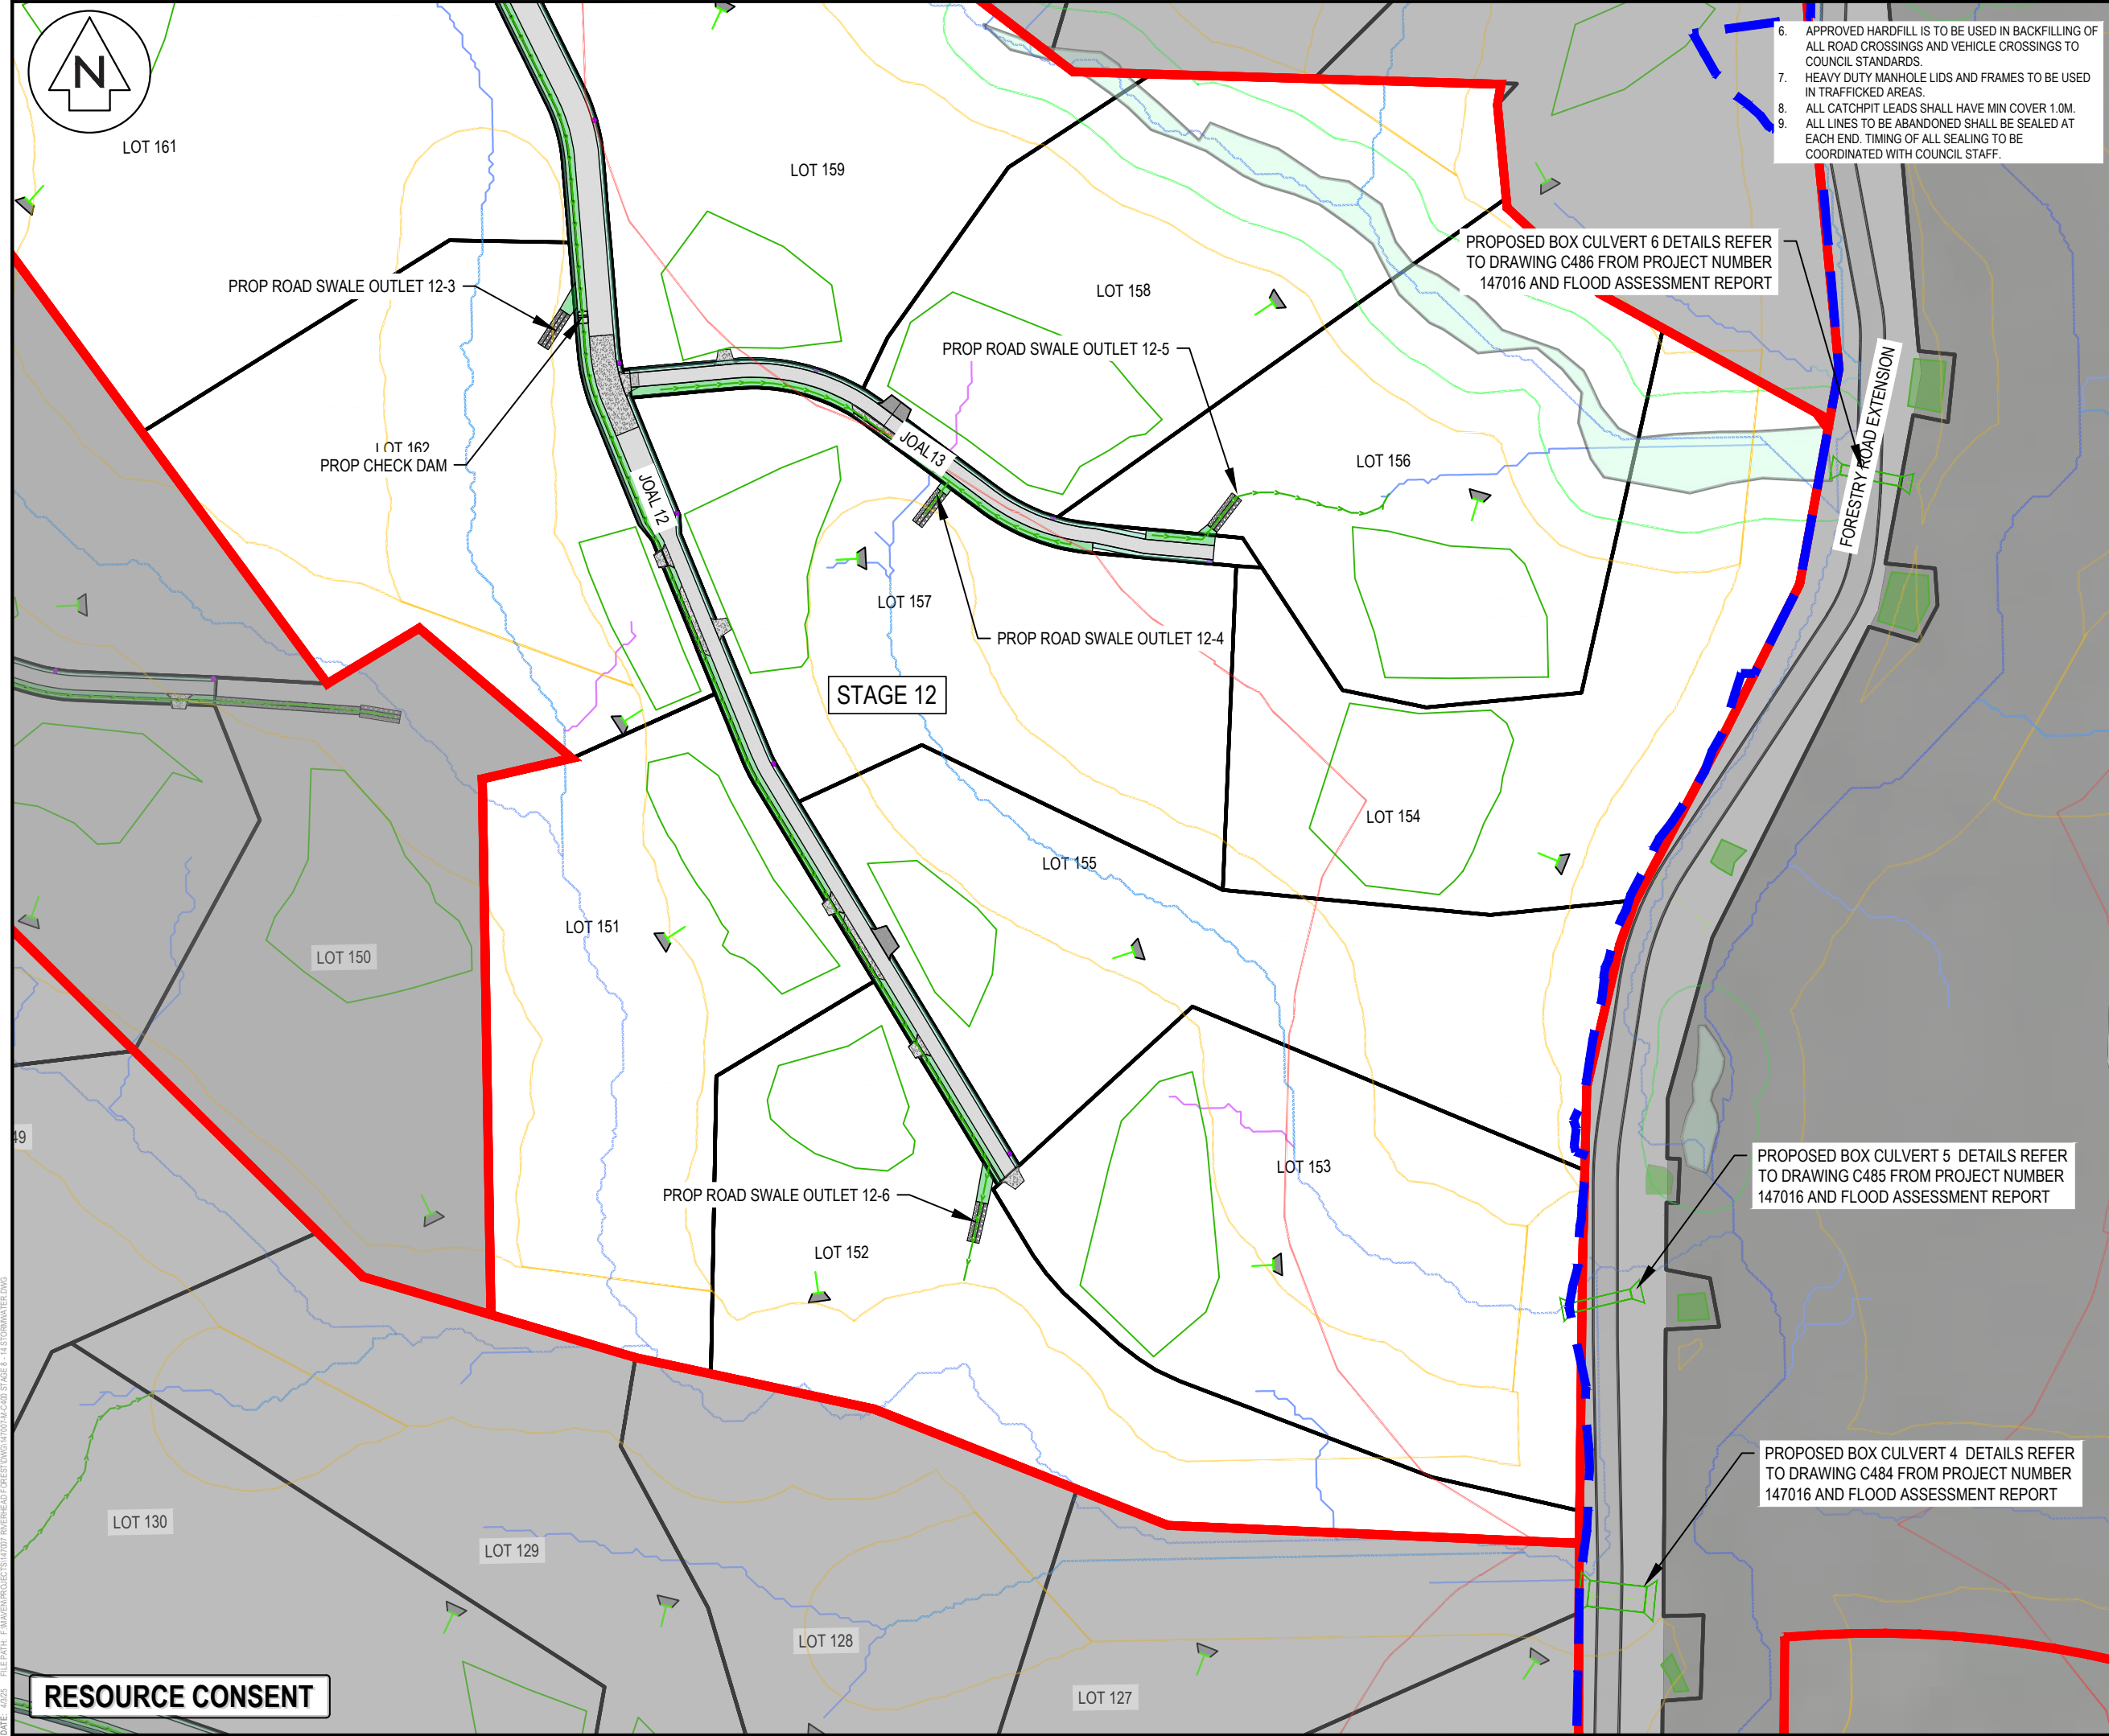 N
6. APPROVED HARDFILL IS TO BE USED IN BACKFILLING OF
ALL ROAD CROSSINGS AND VEHICLE CROSSINGS TO
COUNCIL STANDARDS.
7. HEAVY DUTY MANHOLE LIDS AND FRAMES TO BE USED
IN TRAFFICKED AREAS.
8. ALL CATCHPIT LEADS SHALL HAVE MIN COVER 1.0M.
9. ALL LINES TO BE ABANDONED SHALL BE SEALED AT
EACH END. TIMING OF ALL SEALING TO BE
COORDINATED WITH COUNCIL STAFF.
LOT 161
LOT 159
PROPOSED BOX CULVERT 6 DETAILS REFER
TO DRAWING C486 FROM PROJECT NUMBER
147016 AND FLOOD ASSESSMENT REPORT
PROP ROAD SWALE OUTLET 12-3
LOT 158
PROP ROAD SWALE OUTLET 12-5
FORESTRY ROAD EXTENSION
LOT 162
PROP CHECK DAM
JOAL13
JOAL 12
LOT 156
LOT 157
PROP ROAD SWALE OUTLET 12-4
STAGE 12
LOT 154
LOT 155
LOT 151
LOT 150
49
LOT 153
PROPOSED BOX CULVERT 5 DETAILS REFER
TO DRAWING C485 FROM PROJECT NUMBER
147016 AND FLOOD ASSESSMENT REPORT
PROP ROAD SWALE OUTLET 12-6
LOT 152
PROPOSED BOX CULVERT 4 DETAILS REFER
TO DRAWING C484 FROM PROJECT NUMBER
147016 AND FLOOD ASSESSMENT REPORT
LOT 130
LOT 129
LOT 128
LOT 127
RESOURCE CONSENT